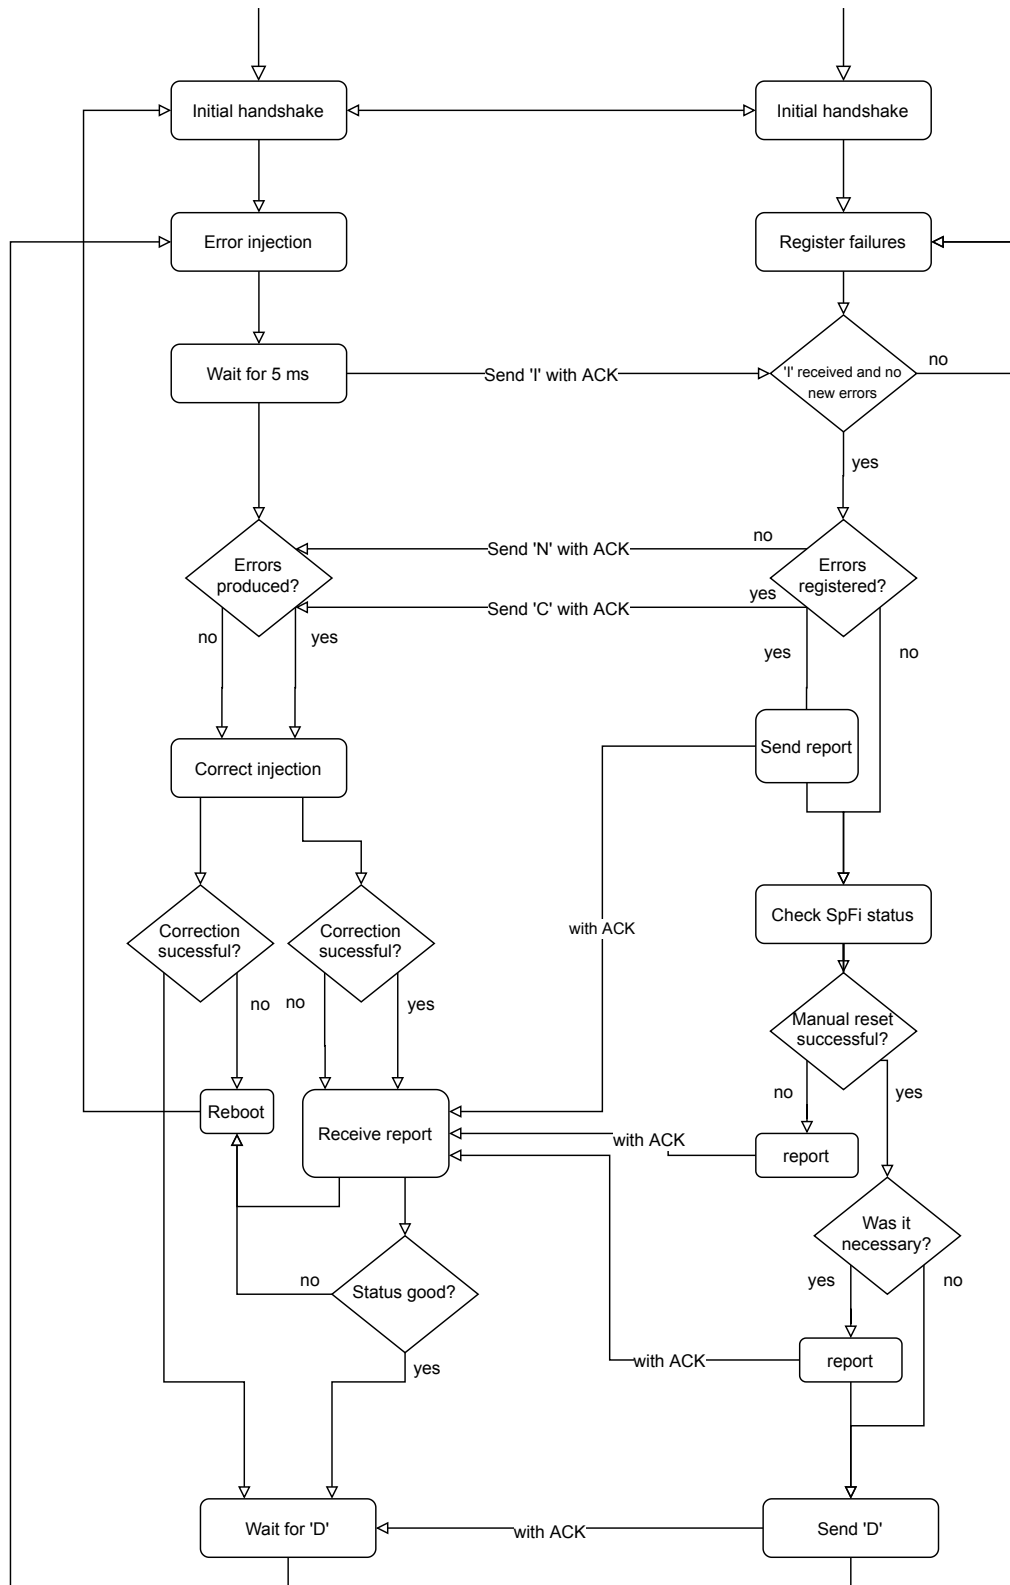 Initial handshake
Initial handshake
Error injection
Register failures
Wait for 5 ms
Send 'I' with ACK
'I' received and no
new errors
no
yes
Errors
produced?
Send 'N' with ACK
no
Errors
registered?
Send 'C' with ACK
yes
no
yes
yes
no
Send report
Correct injection
Correction
sucessful?
Correction
sucessful?
with ACK
Check SpFi status
no
no
yes
Manual reset
successful?
no
yes
Reboot
Receive report
with ACK
report
Was it
necessary?
no
Status good?
yes
no
yes
with ACK
report
Wait for 'D'
with ACK
Send 'D'